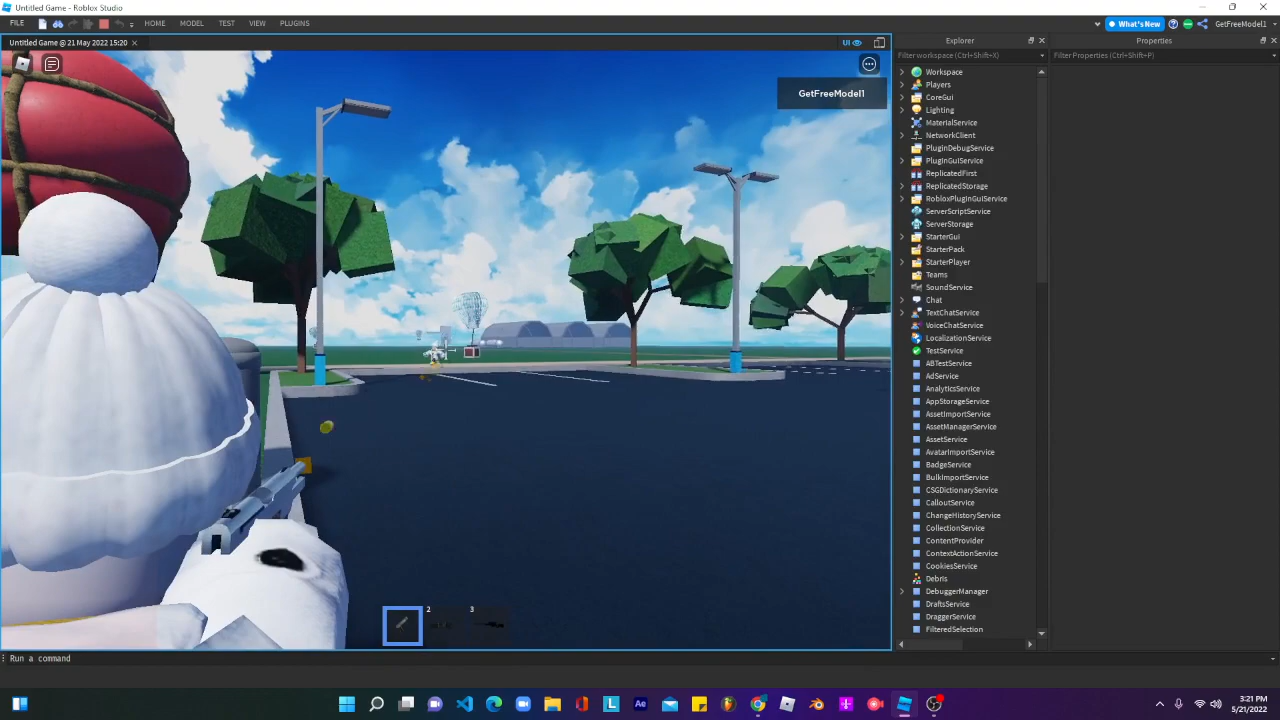 Untitled Game - Roblox Studio
FILE HOME MODEL TEST VIEW PLUGINS What's New GetFreeModel1
Untitled Game @ 21 May 2022 15:20 UI Explorer Properties
Filter workspace (Ctrl+Shift+X) Filter Properties (Ctrl+Shift+P)
GetFreeModel1
Workspace
Players
CoreGui
Lighting
MaterialService
NetworkClient
PluginDebugService
PluginGuiService
ReplicatedFirst
ReplicatedStorage
RobloxPluginGuiService
ServerScriptService
ServerStorage
StarterGui
StarterPack
StarterPlayer
Teams
SoundService
Chat
TextChatService
VoiceChatService
LocalizationService
TestService
ABTestService
AdService
AnalyticsService
AppStorageService
AssetImportService
AssetManagerService
AssetService
AvatarImportService
BadgeService
BulkImportService
CSGDictionaryService
CalloutService
ChangeHistoryService
CollectionService
ContentProvider
ContextActionService
CookiesService
Debris
DebuggerManager
DraftsService
DraggerService
FilteredSelection
2 3
Run a command
3:21 PM
5/21/2022